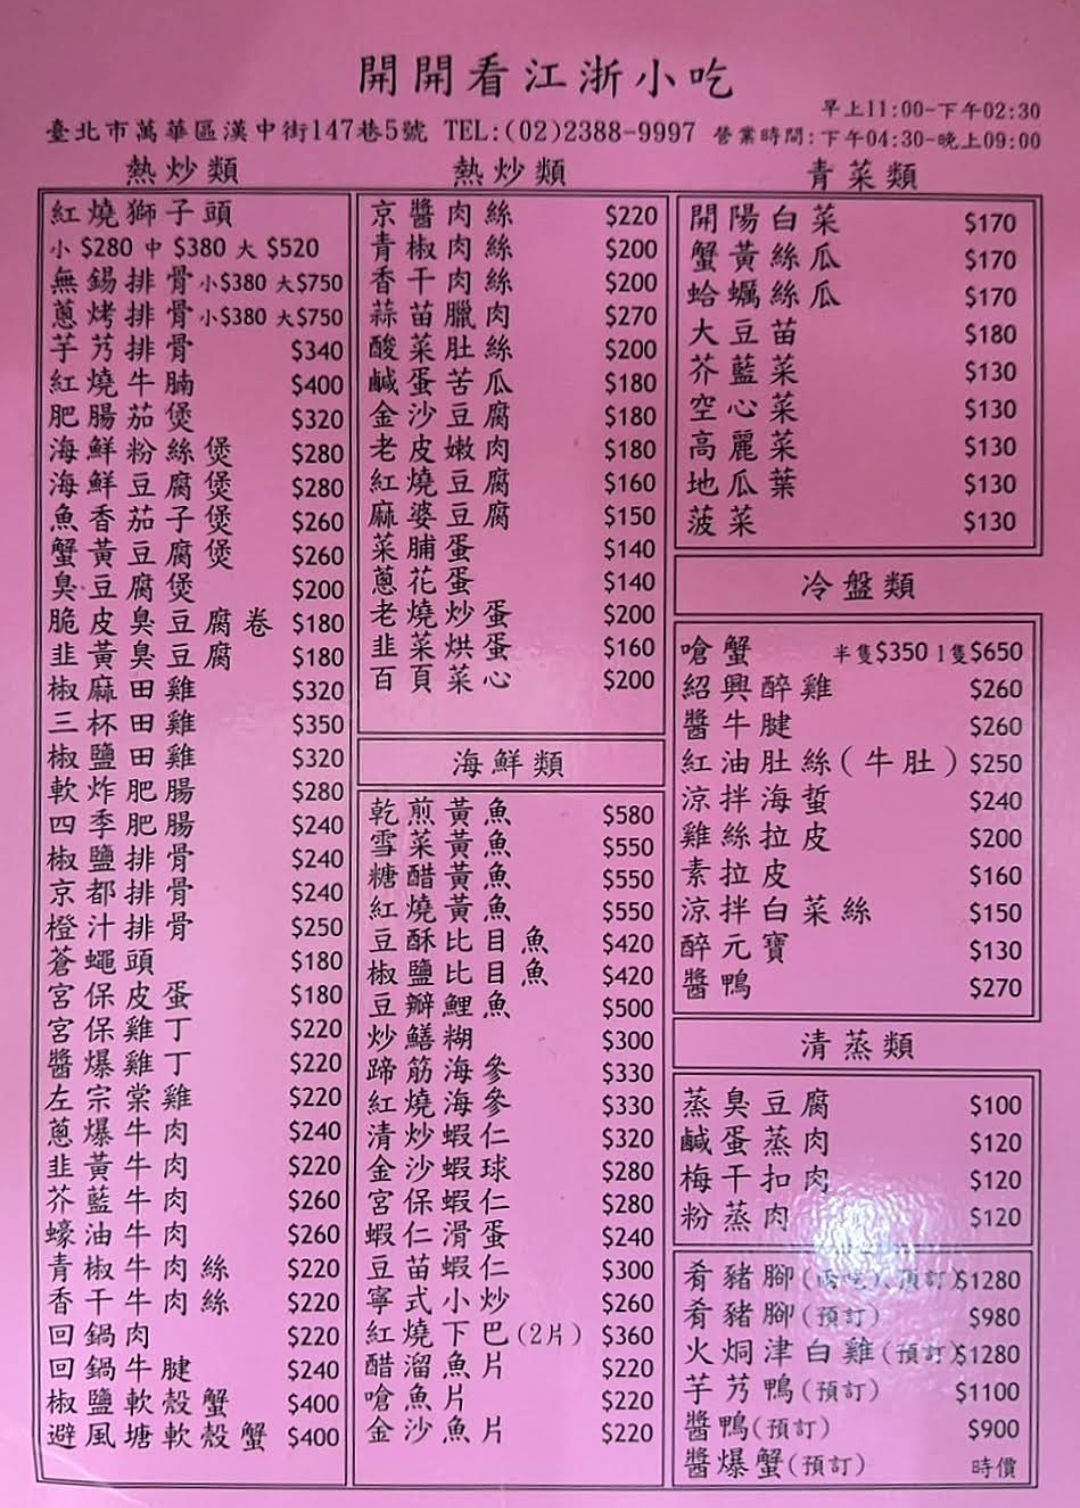 開開看江浙小吃
早上11:00-下午02:30
臺北市萬華區漢中街147巷5號 TEL:(02)2388-9997 營業時間:下午04:30-晚上09:00
熱炒類
紅燒獅子頭
小 $280 中 $380 大 $520
無錫排骨 小$380 大$750
蔥烤排骨 小$380 大$750
芋艿排骨 $340
紅燒牛腩 $400
肥腸茄煲 $320
海鮮粉絲煲 $280
海鮮豆腐煲 $280
魚香茄子煲 $260
蟹黃豆腐煲 $260
臭豆腐煲 $200
脆皮臭豆腐卷 $180
韭黃臭豆腐 $180
椒麻田雞 $320
三杯田雞 $350
椒鹽田雞 $320
軟炸肥腸 $280
四季肥腸 $240
椒鹽排骨 $240
京都排骨 $240
橙汁排骨 $250
蒼蠅頭 $180
宮保皮蛋 $180
宮保雞丁 $220
醬爆雞丁 $220
左宗棠雞 $220
蔥爆牛肉 $240
韭黃牛肉 $220
芥藍牛肉 $260
蠔油牛肉 $260
青椒牛肉絲 $220
香干牛肉絲 $220
回鍋肉 $220
回鍋牛腱 $240
椒鹽軟殼蟹 $400
避風塘軟殼蟹 $400
熱炒類
京醬肉絲 $220
青椒肉絲 $200
香干肉絲 $200
蒜苗臘肉 $270
酸菜肚絲 $200
鹹蛋苦瓜 $180
金沙豆腐 $180
老皮嫩肉 $180
紅燒豆腐 $160
麻婆豆腐 $150
菜脯蛋 $140
蔥花蛋 $140
老燒炒蛋 $200
韭菜烘蛋 $160
百頁菜心 $200
海鮮類
乾煎黃魚 $580
雪菜黃魚 $550
糖醋黃魚 $550
紅燒黃魚 $550
豆酥比目魚 $420
椒鹽比目魚 $420
豆瓣鯉魚 $500
炒鱔糊 $300
蹄筋海參 $330
紅燒海參 $330
清炒蝦仁 $320
金沙蝦球 $280
宮保蝦仁 $280
蝦仁滑蛋 $240
豆苗蝦仁 $300
寧式小炒 $260
紅燒下巴(2片) $360
醋溜魚片 $220
嗆魚片 $220
金沙魚片 $220
青菜類
開陽白菜 $170
蟹黃絲瓜 $170
蛤蠣絲瓜 $170
大豆苗 $180
芥藍菜 $130
空心菜 $130
高麗菜 $130
地瓜葉 $130
菠菜 $130
冷盤類
嗆蟹 半隻$350 1隻$650
紹興醉雞 $260
醬牛腱 $260
紅油肚絲(牛肚) $250
涼拌海蜇 $240
雞絲拉皮 $200
素拉皮 $160
涼拌白菜絲 $150
醉元寶 $130
醬鴨 $270
清蒸類
蒸臭豆腐 $100
鹹蛋蒸肉 $120
梅干扣肉 $120
粉蒸肉 $120
肴豬腳(兩吃)(預訂)$1280
肴豬腳(預訂) $980
火焗津白雞(預訂)$1280
芋艿鴨(預訂) $1100
醬鴨(預訂) $900
醬爆蟹(預訂) 時價